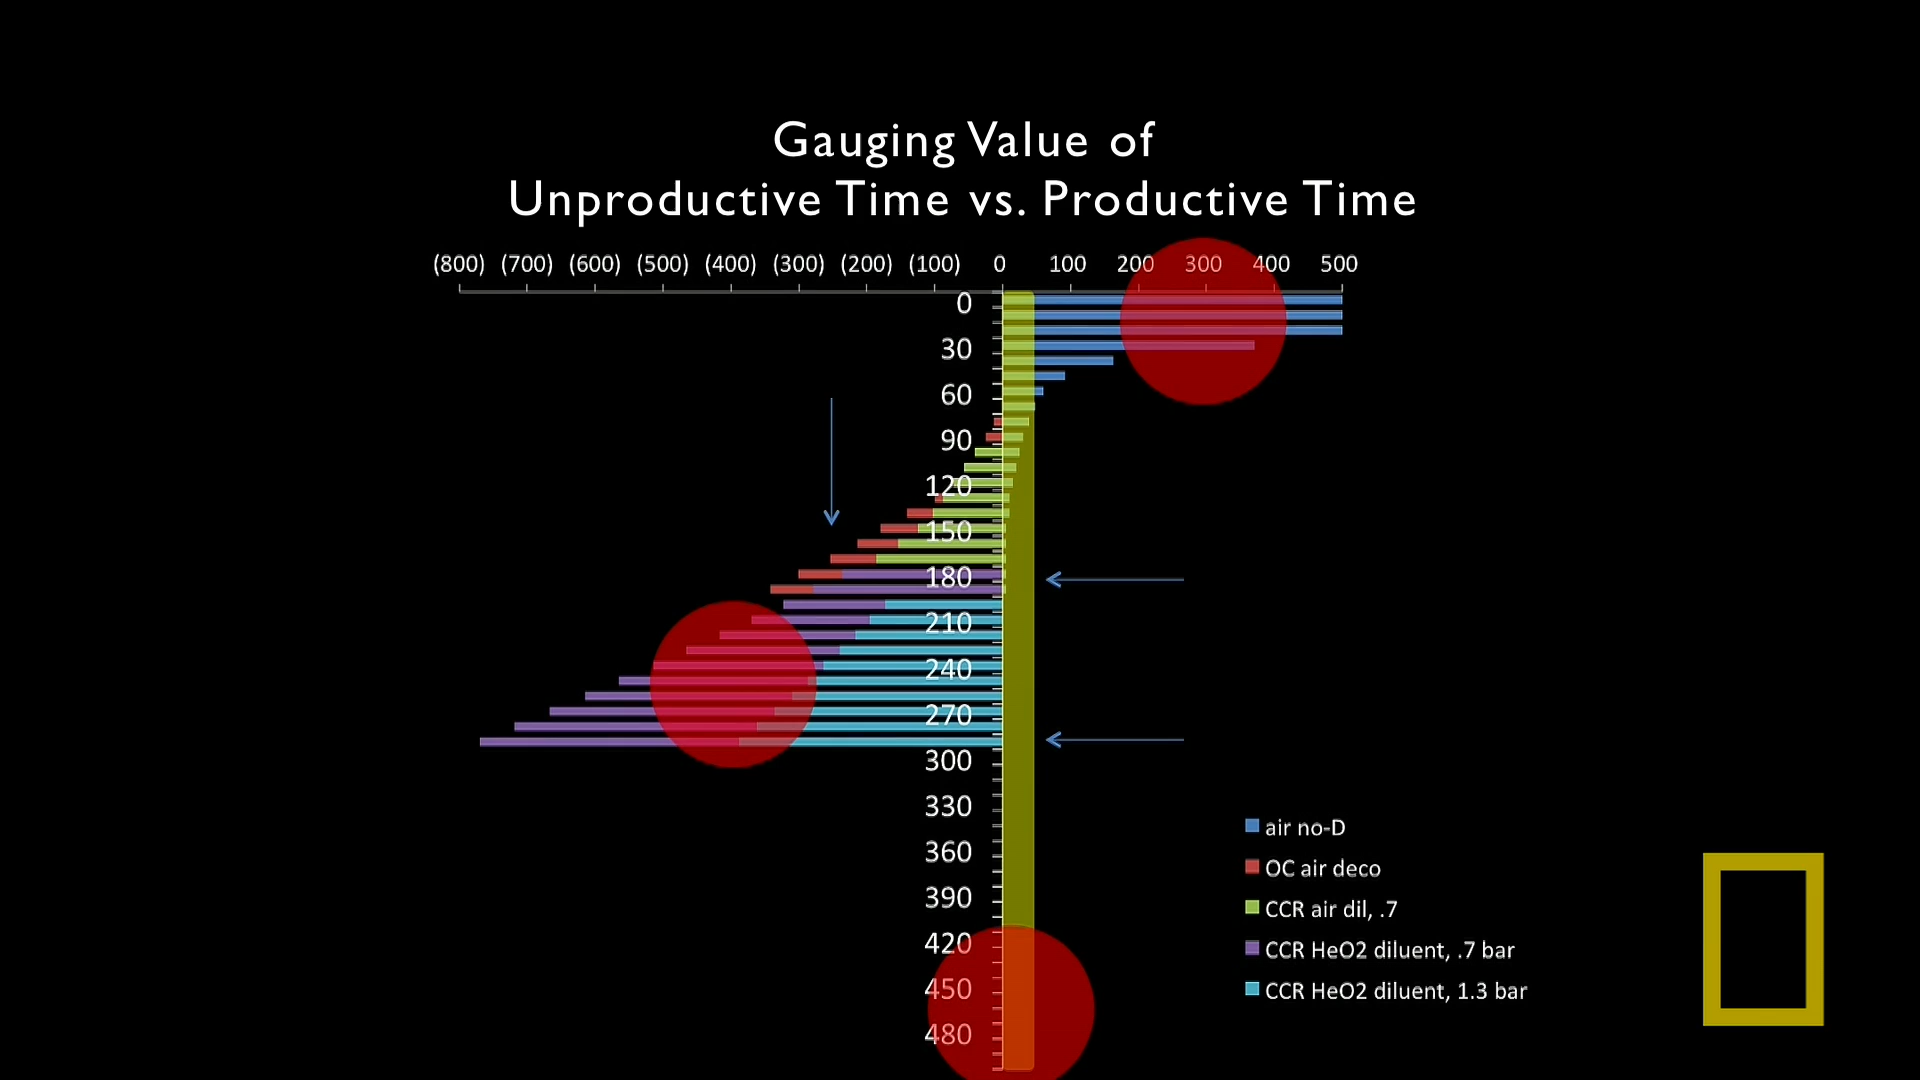 Gauging Value of
Unproductive Time vs. Productive Time
(800) (700) (600) (500) (400) (300) (200) (100) 0 100 200 300 400 500
0
30
60
90
120
150
180
210
240
270
300
330
360
390
420
450
480
air no-D
OC air deco
CCR air dil, .7
CCR HeO2 diluent, .7 bar
CCR HeO2 diluent, 1.3 bar